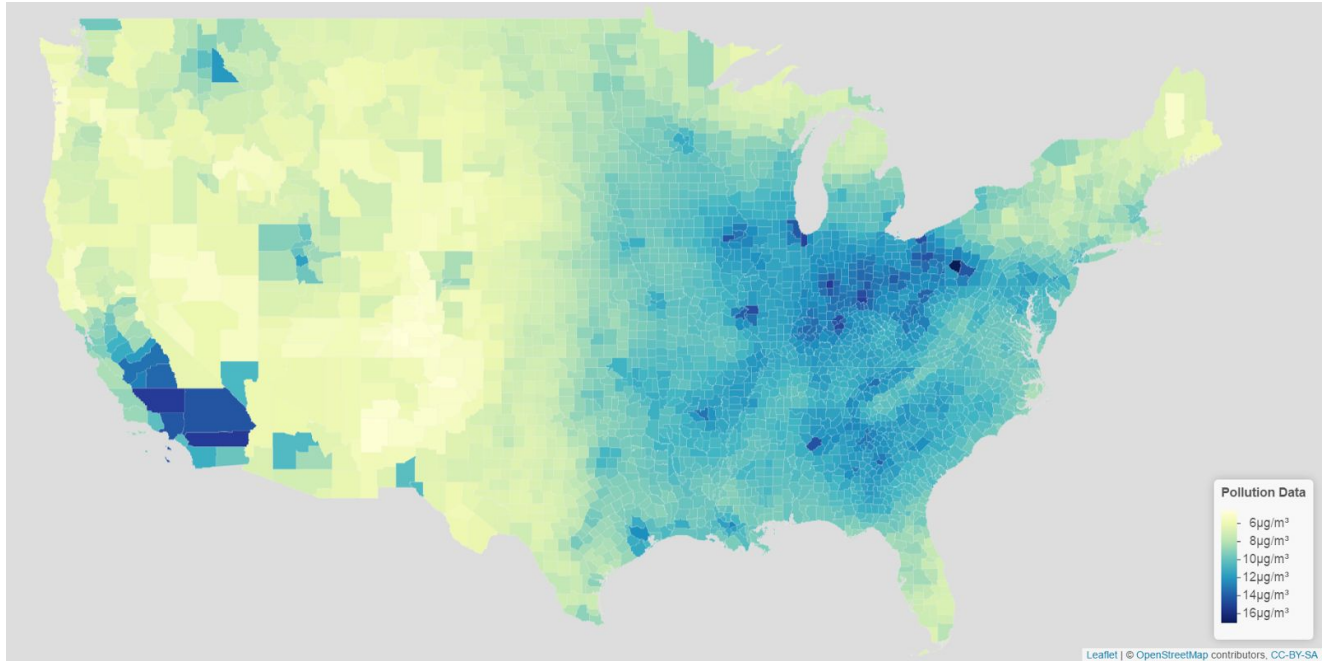 Pollution Data
6µg/m³
8µg/m³
10µg/m³
12µg/m³
14µg/m³
16µg/m³
Leaflet | © OpenStreetMap contributors, CC-BY-SA